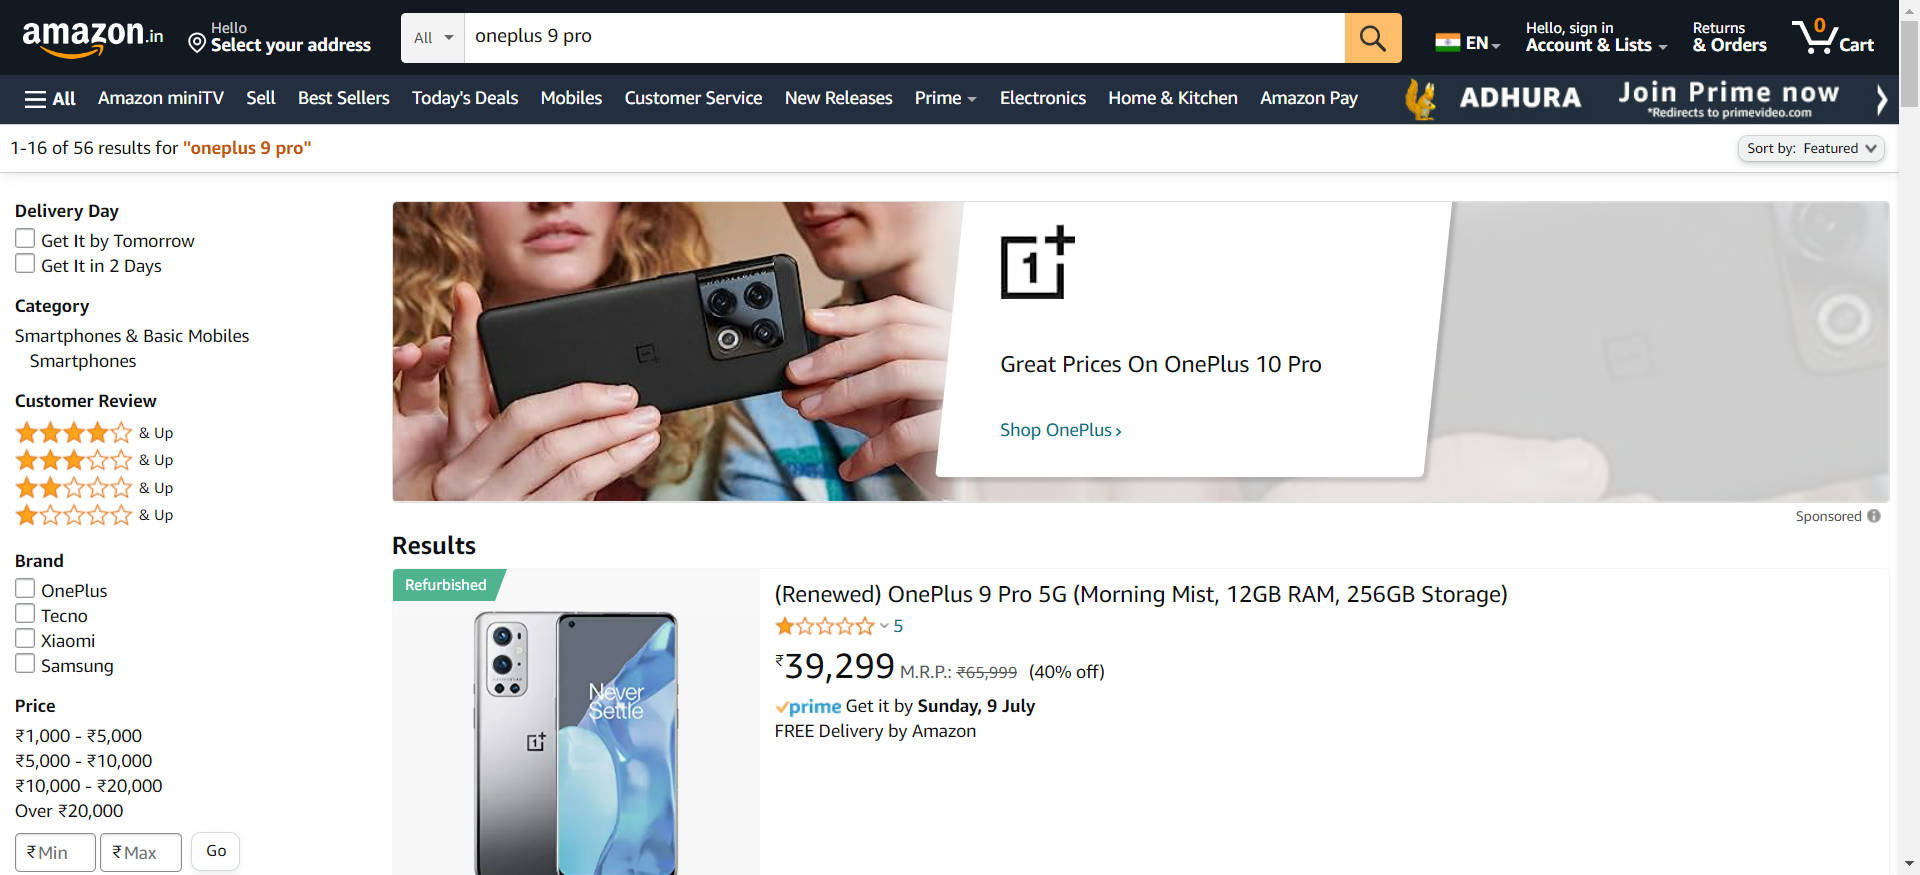 amazon.in
Hello
Select your address
All
oneplus 9 pro
EN
Hello, sign in
Account & Lists
Returns
& Orders
0
Cart
All
Amazon miniTV
Sell
Best Sellers
Today's Deals
Mobiles
Customer Service
New Releases
Prime
Electronics
Home & Kitchen
Amazon Pay
ADHURA
Join Prime now
*Redirects to primevideo.com
1-16 of 56 results for "oneplus 9 pro"
Sort by: Featured
Delivery Day
Get It by Tomorrow
Get It in 2 Days
Category
Smartphones & Basic Mobiles
Smartphones
Customer Review
& Up
& Up
& Up
& Up
Brand
OnePlus
Tecno
Xiaomi
Samsung
Price
₹1,000 - ₹5,000
₹5,000 - ₹10,000
₹10,000 - ₹20,000
Over ₹20,000
₹ Min
₹ Max
Go
1+
Great Prices On OnePlus 10 Pro
Shop OnePlus ›
Sponsored
Results
Refurbished
Never
Settle
1+
(Renewed) OnePlus 9 Pro 5G (Morning Mist, 12GB RAM, 256GB Storage)
5
₹39,299 M.R.P.: ₹65,999 (40% off)
prime Get it by Sunday, 9 July
FREE Delivery by Amazon